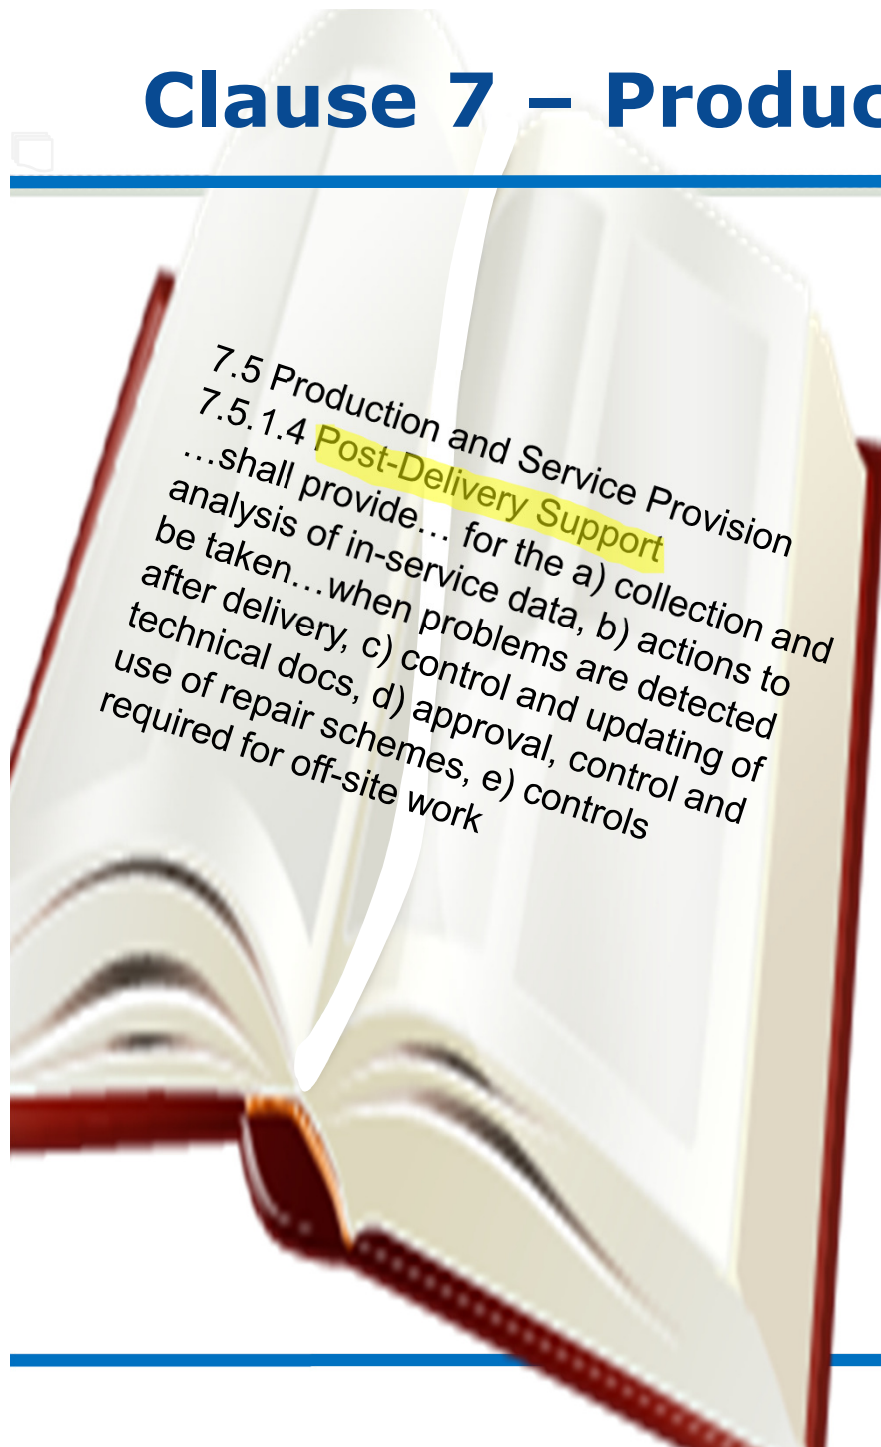 Clause 7 – Produc
7.5 Production and Service Provision
7.5.1.4 Post-Delivery Support
…shall provide… for the a) collection and
analysis of in-service data, b) actions to
be taken…when problems are detected
after delivery, c) control and updating of
technical docs, d) approval, control and
use of repair schemes, e) controls
required for off-site work